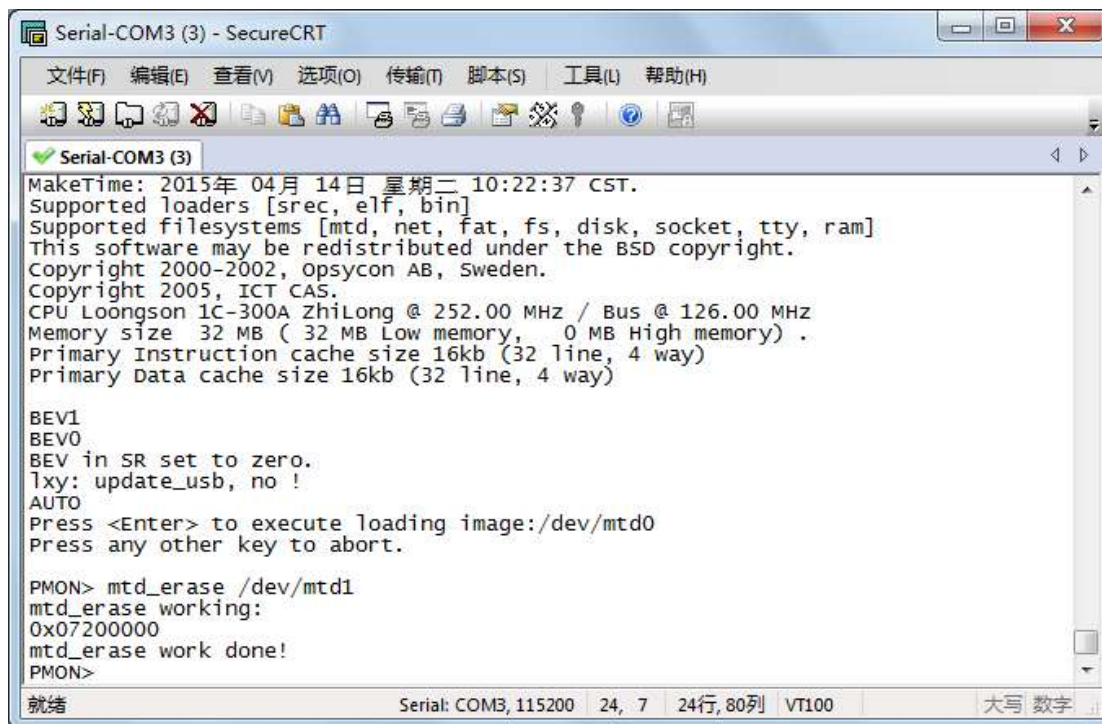 Serial-COM3 (3) - SecureCRT
文件(F) 编辑(E) 查看(V) 选项(O) 传输(T) 脚本(S) 工具(L) 帮助(H)
Serial-COM3 (3)
MakeTime: 2015年 04月 14日 星期二 10:22:37 CST.
Supported loaders [srec, elf, bin]
Supported filesystems [mtd, net, fat, fs, disk, socket, tty, ram]
This software may be redistributed under the BSD copyright.
Copyright 2000-2002, Opsycon AB, Sweden.
Copyright 2005, ICT CAS.
CPU Loongson 1C-300A ZhiLong @ 252.00 MHz / Bus @ 126.00 MHz
Memory size  32 MB ( 32 MB Low memory,   0 MB High memory) .
Primary Instruction cache size 16kb (32 line, 4 way)
Primary Data cache size 16kb (32 line, 4 way)
BEV1
BEV0
BEV in SR set to zero.
lxy: update_usb, no !
AUTO
Press <Enter> to execute loading image:/dev/mtd0
Press any other key to abort.
PMON> mtd_erase /dev/mtd1
mtd_erase working:
0x07200000
mtd_erase work done!
PMON>
就绪 Serial: COM3, 115200 24, 7 24行, 80列 VT100 大写 数字